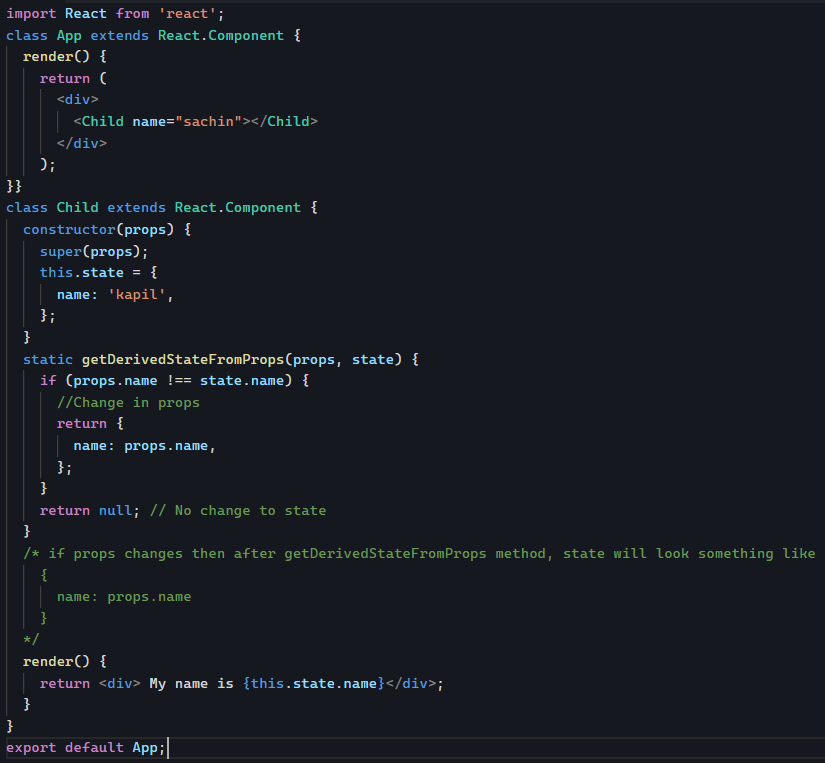 import React from 'react';
class App extends React.Component {
  render() {
    return (
      <div>
        <Child name="sachin"></Child>
      </div>
    );
}}
class Child extends React.Component {
  constructor(props) {
    super(props);
    this.state = {
      name: 'kapil',
    };
  }
  static getDerivedStateFromProps(props, state) {
    if (props.name !== state.name) {
      //Change in props
      return {
        name: props.name,
      };
    }
    return null; // No change to state
  }
  /* if props changes then after getDerivedStateFromProps method, state will look something like
    {
      name: props.name
    }
  */
  render() {
    return <div> My name is {this.state.name}</div>;
  }
}
export default App;